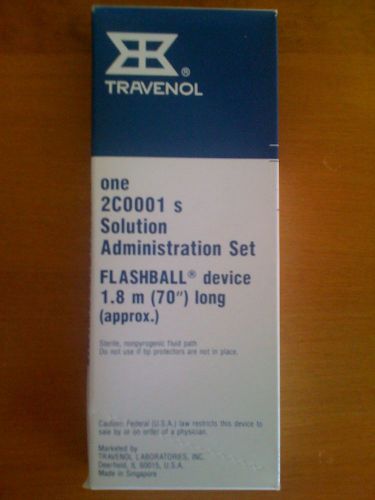 ®
TRAVENOL
one
2C0001 s
Solution
Administration Set
FLASHBALL® device
1.8 m (70") long
(approx.)
Sterile, nonpyrogenic fluid path
Do not use if tip protectors are not in place.
Caution: Federal (U.S.A.) law restricts this device to
sale by or on order of a physician.
Marketed by
TRAVENOL LABORATORIES, INC.
Deerfield, IL 60015, U.S.A.
Made in Singapore